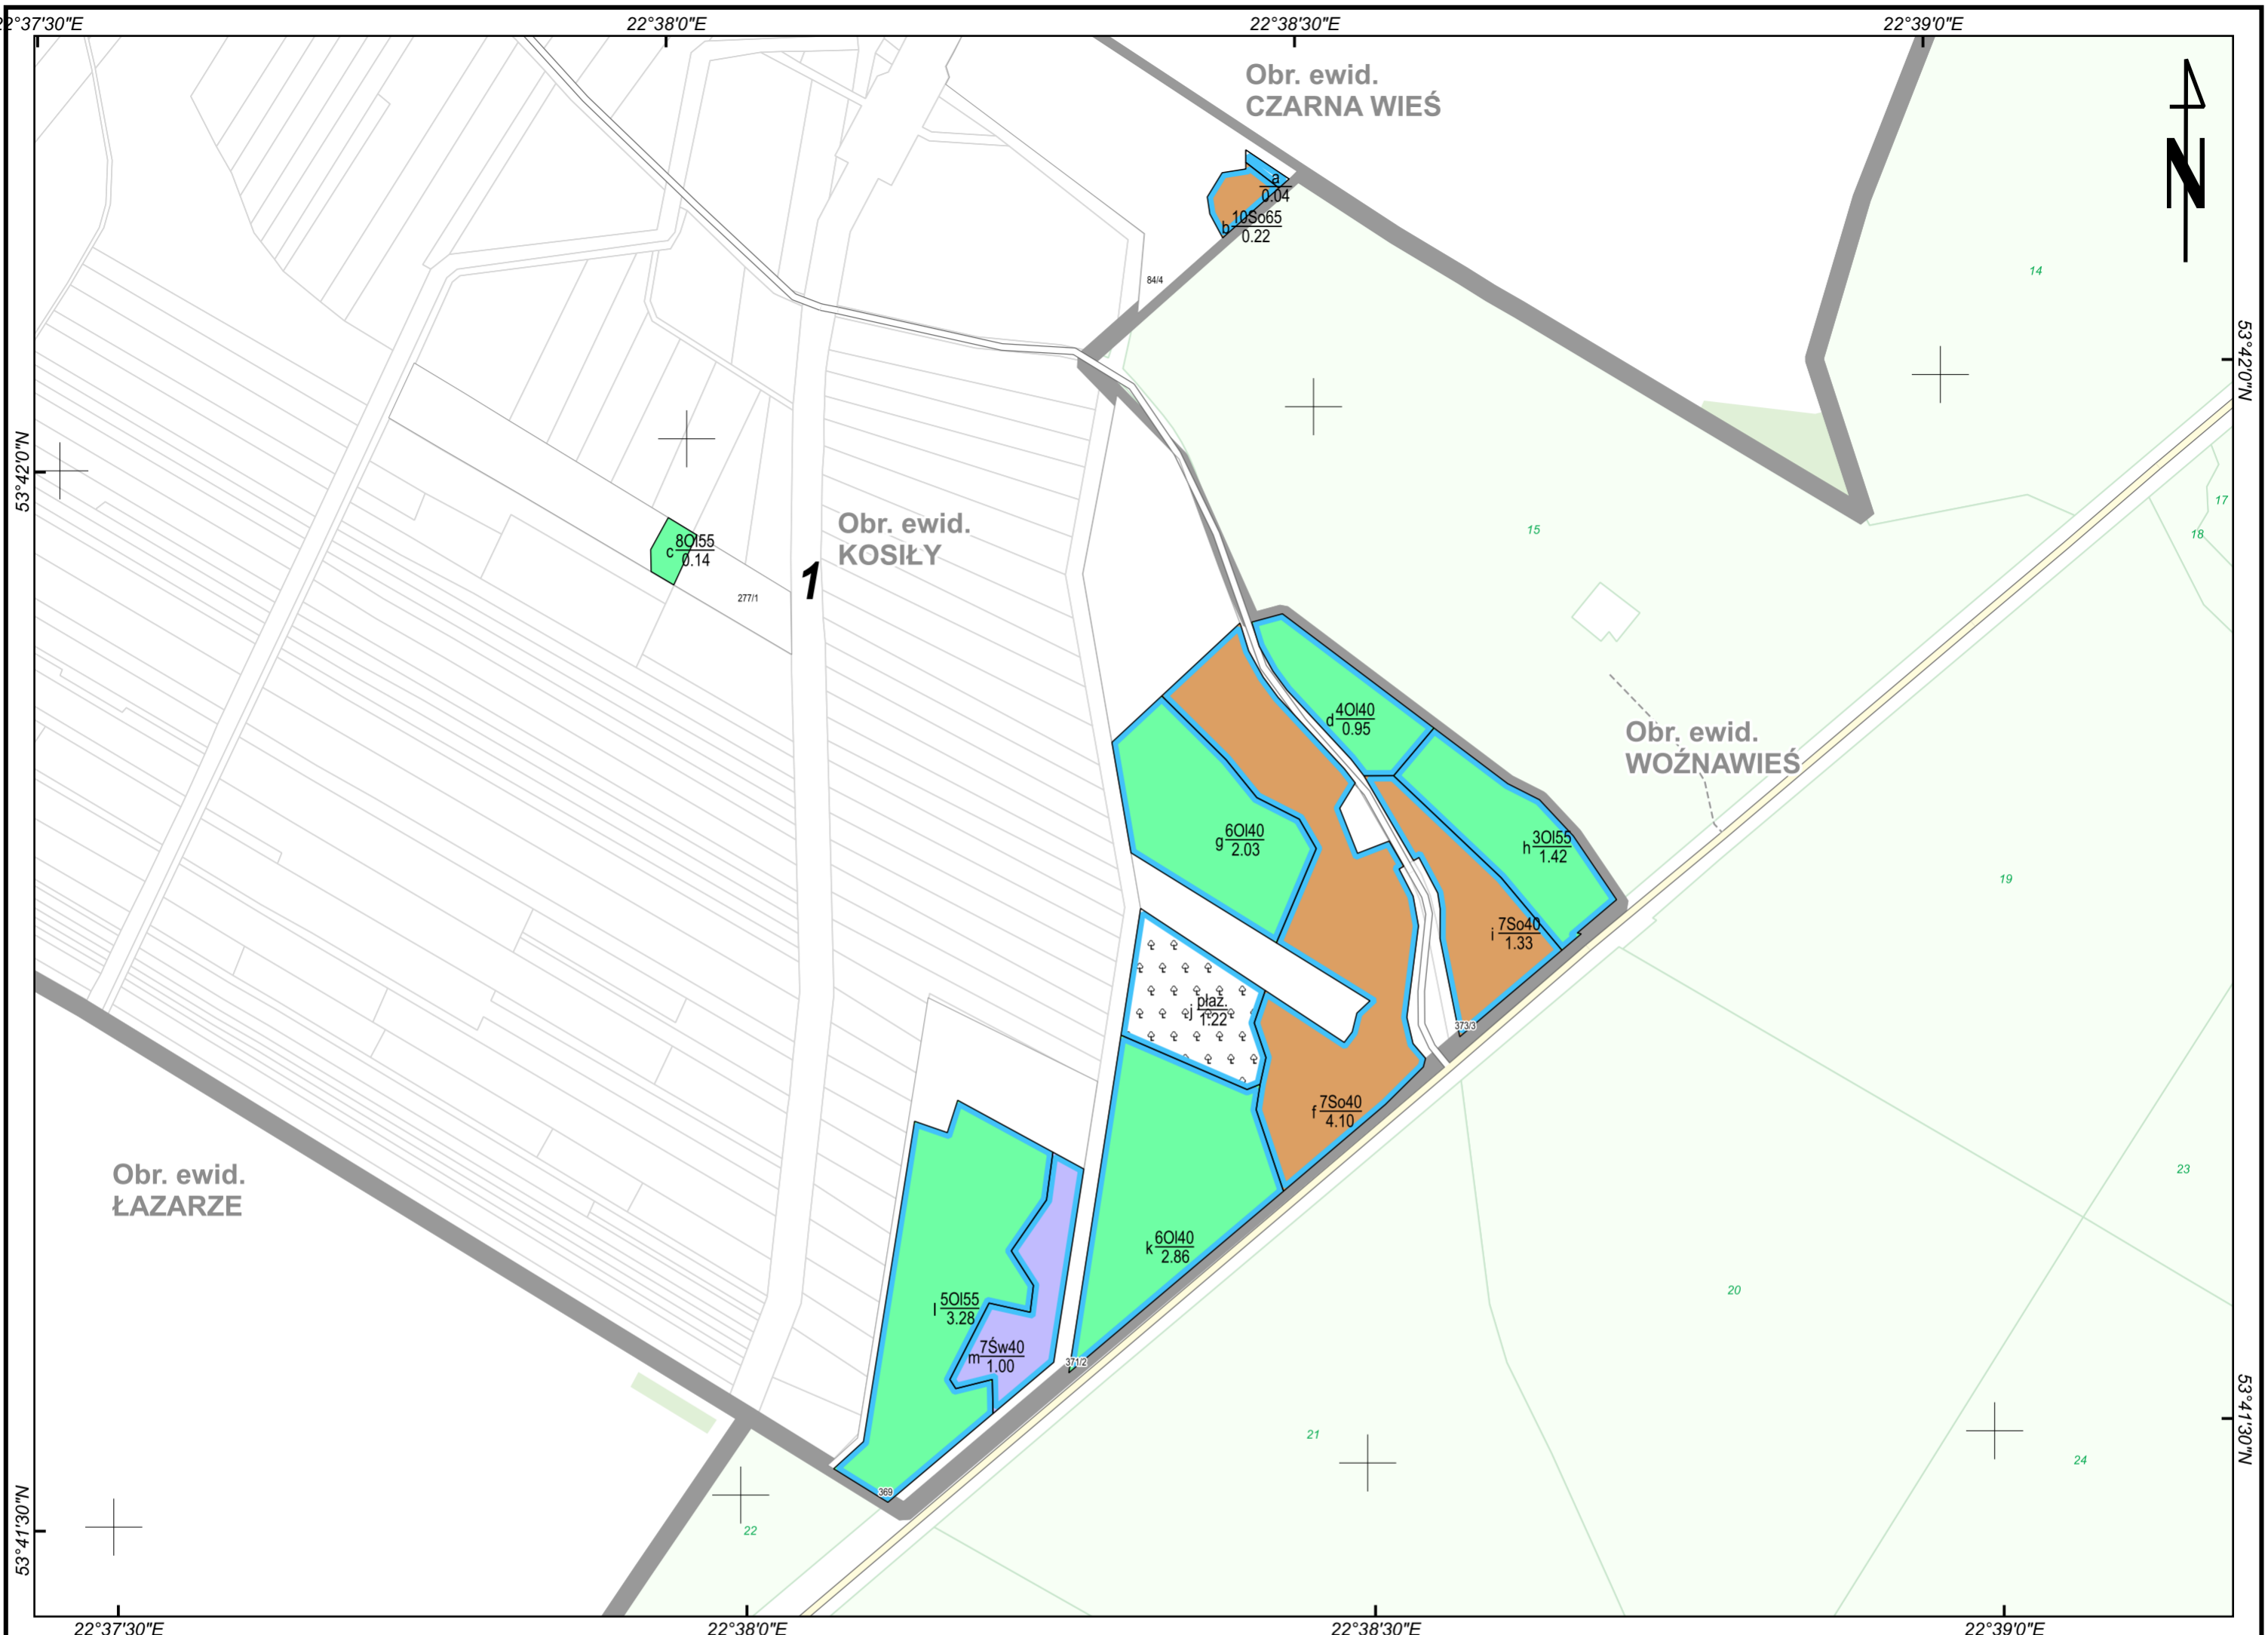 22°37'30"E
22°38'0"E
22°38'30"E
22°39'0"E
Obr. ewid.
CZARNA WIEŚ
N
a
0.04
b 10So65
0.22
14
84/4
53°42'0"N
53°42'0"N
17
Obr. ewid.
KOSIŁY
15
18
c 8Ol55
0.14
1
277/1
d 4Ol40
0.95
Obr. ewid.
WOŹNAWIEŚ
g 6Ol40
2.03
h 3Ol55
1.42
19
i 7So40
1.33
j płaz.
1.22
373/3
f 7So40
4.10
Obr. ewid.
ŁAZARZE
23
k 6Ol40
2.86
20
l 5Ol55
3.28
m 7Św40
1.00
371/2
53°41'30"N
21
24
369
22
53°41'30"N
22°37'30"E
22°38'0"E
22°38'30"E
22°39'0"E